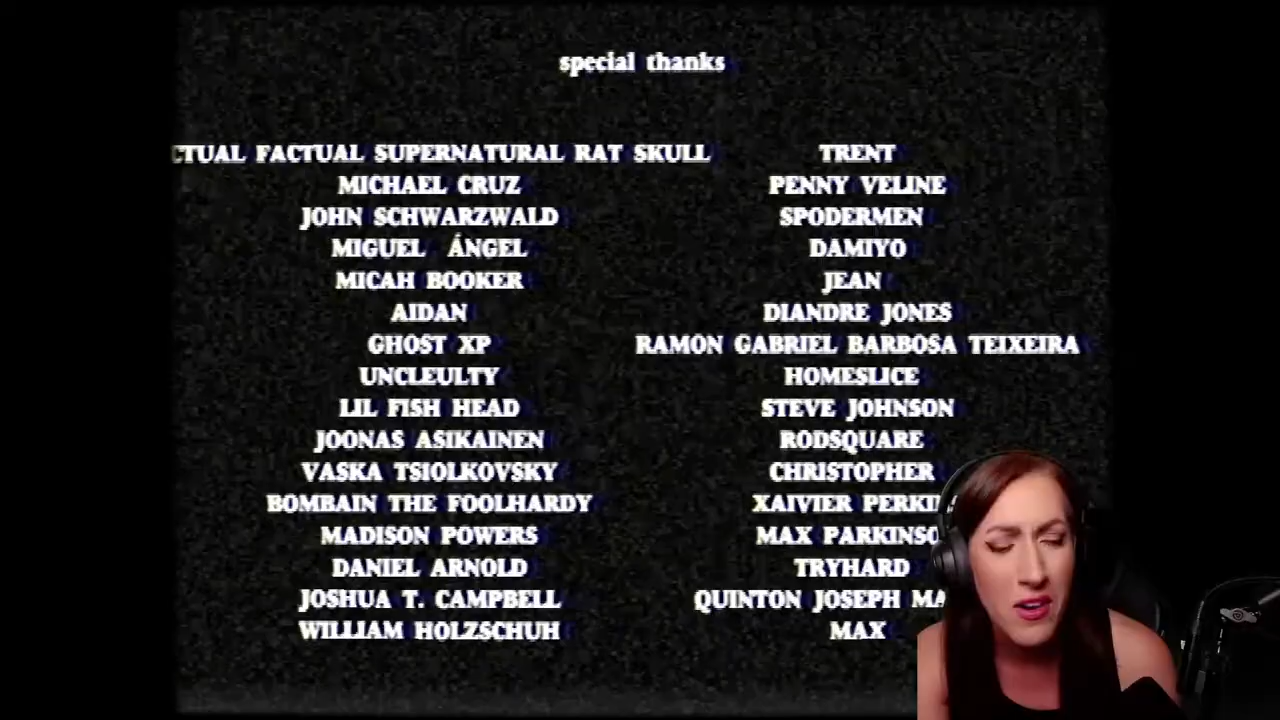 special thanks
FACTUAL SUPERNATURAL RAT SKULL
MICHAEL CRUZ
JOHN SCHWARZWALD
MIGUEL ÁNGEL
MICAH BOOKER
AIDAN
GHOST XP
UNCLEULTY
LIL FISH HEAD
JOONAS ASIKAINEN
VASKA TSIOLKOVSKY
BOMBAIN THE FOOLHARDY
MADISON POWERS
DANIEL ARNOLD
JOSHUA T. CAMPBELL
WILLIAM HOLZSCHUH
TRENT
PENNY VELINE
SPODERMEN
DAMIYO
JEAN
DIANDRE JONES
RAMON GABRIEL BARBOSA TEIXEIRA
HOMESLICE
STEVE JOHNSON
RODSQUARE
CHRISTOPHER
XAIVIER
MAX
TRYHARD
QUINTON JOSEPH
MAX